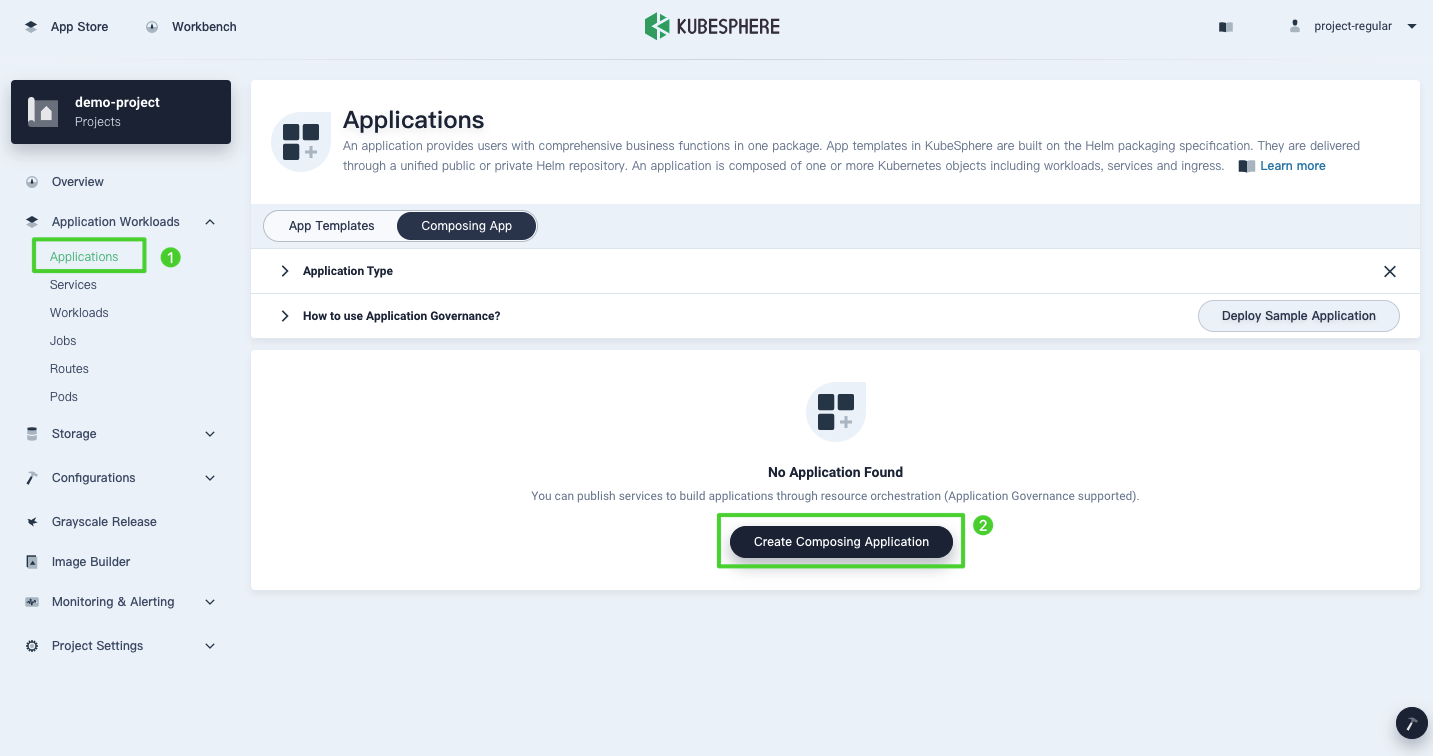 App Store
Workbench
KUBESPHERE
project-regular
demo-project
Projects
Overview
Application Workloads
Applications
1
Services
Workloads
Jobs
Routes
Pods
Storage
Configurations
Grayscale Release
Image Builder
Monitoring & Alerting
Project Settings
Applications
An application provides users with comprehensive business functions in one package. App templates in KubeSphere are built on the Helm packaging specification. They are delivered
through a unified public or private Helm repository. An application is composed of one or more Kubernetes objects including workloads, services and ingress. Learn more
App Templates
Composing App
Application Type
How to use Application Governance?
Deploy Sample Application
No Application Found
You can publish services to build applications through resource orchestration (Application Governance supported).
Create Composing Application
2